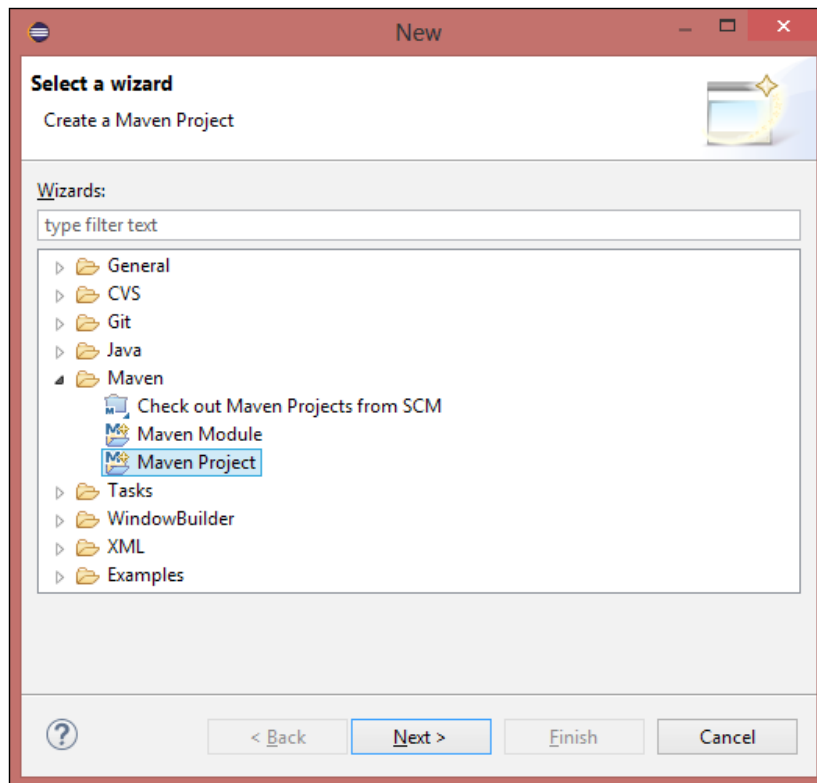 New
Select a wizard
Create a Maven Project
Wizards:
type filter text
General
CVS
Git
Java
Maven
Check out Maven Projects from SCM
Maven Module
Maven Project
Tasks
WindowBuilder
XML
Examples
< Back Next > Finish Cancel